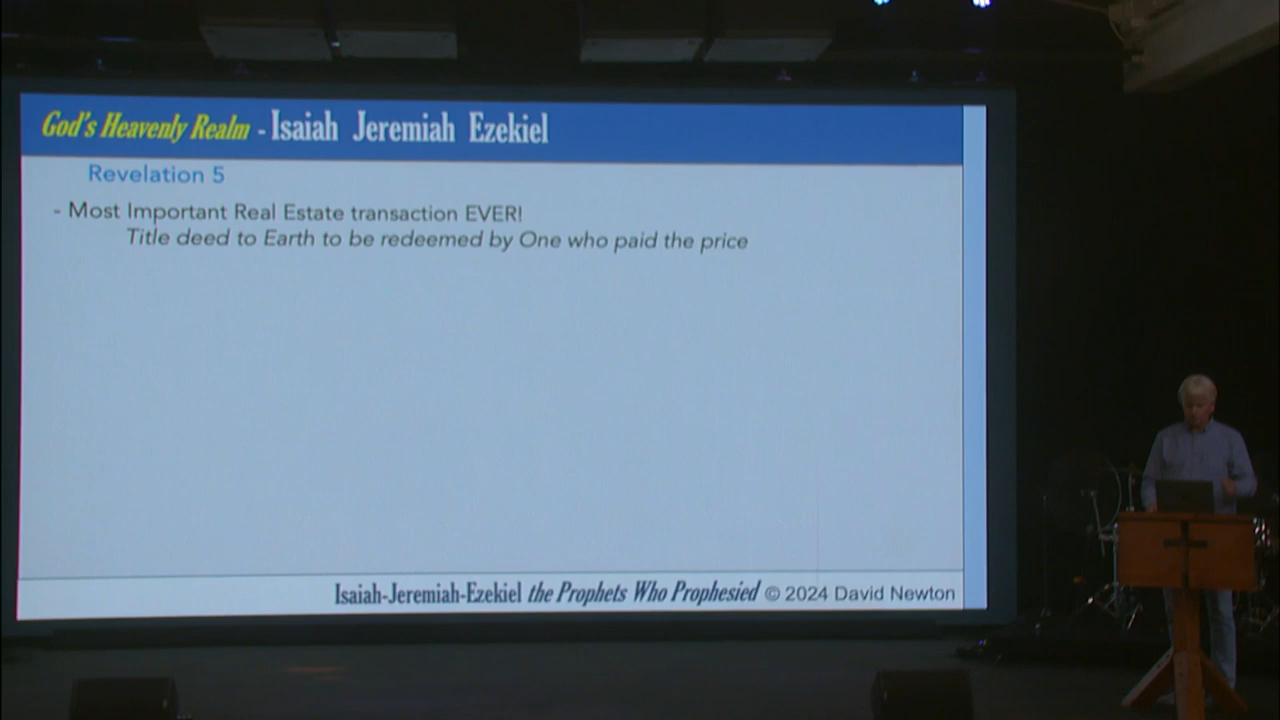 God's Heavenly Realm - Isaiah Jeremiah Ezekiel
Revelation 5
- Most Important Real Estate transaction EVER!
Title deed to Earth to be redeemed by One who paid the price
Isaiah-Jeremiah-Ezekiel the Prophets Who Prophesied © 2024 David Newton